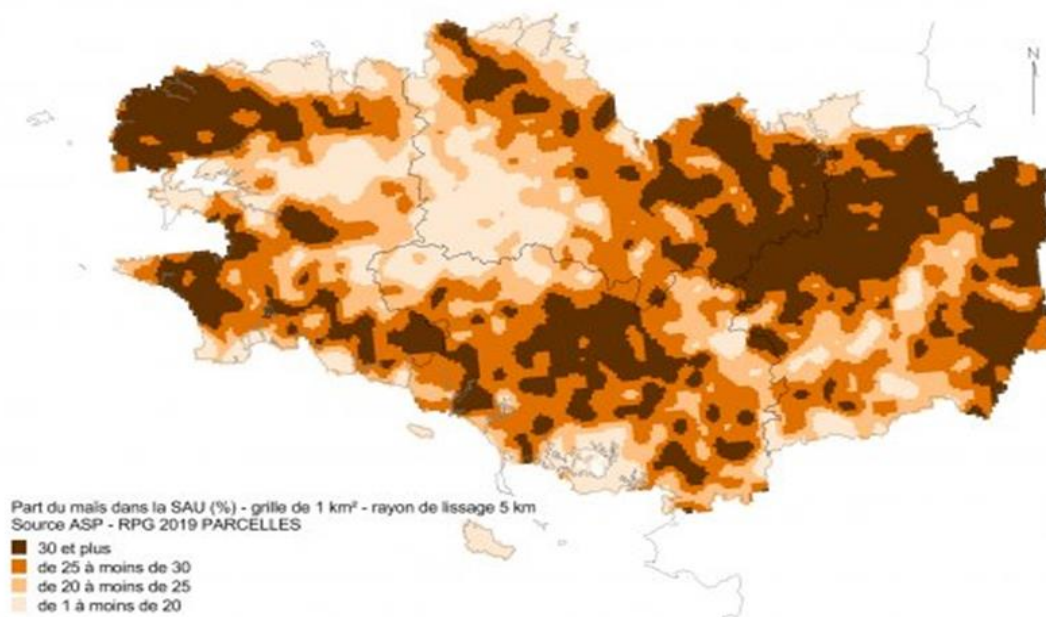 N
Part du maïs dans la SAU (%) - grille de 1 km² - rayon de lissage 5 km
Source ASP - RPG 2019 PARCELLES
30 et plus
de 25 à moins de 30
de 20 à moins de 25
de 1 à moins de 20